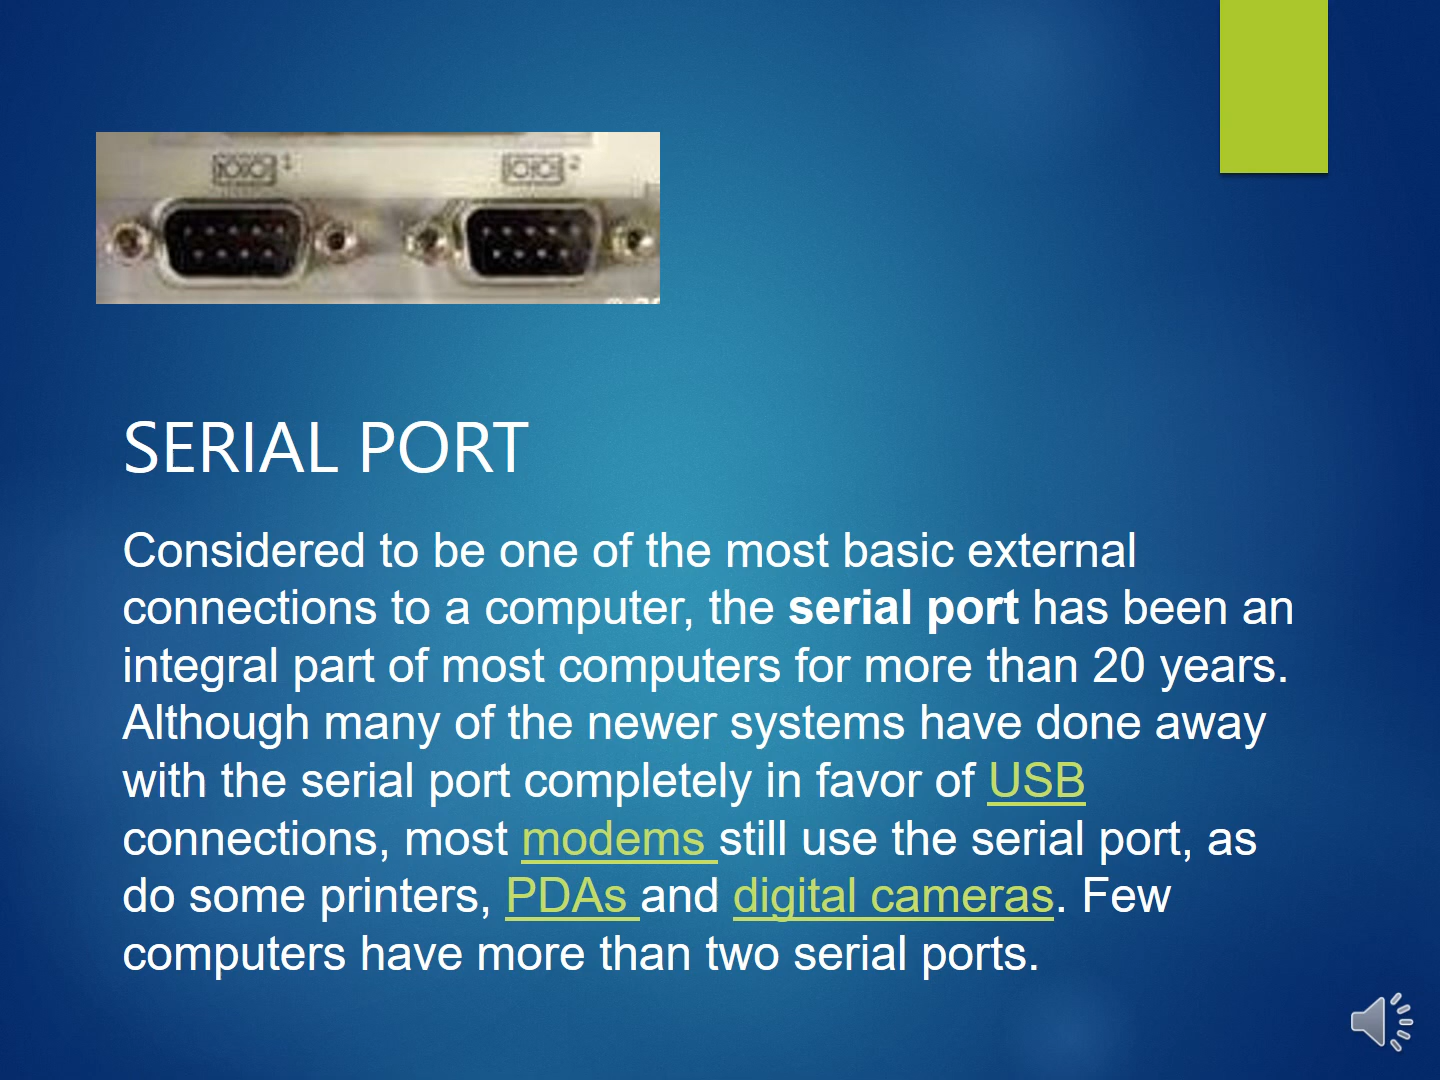 1 2
SERIAL PORT
Considered to be one of the most basic external
connections to a computer, the serial port has been an
integral part of most computers for more than 20 years.
Although many of the newer systems have done away
with the serial port completely in favor of USB
connections, most modems still use the serial port, as
do some printers, PDAs and digital cameras. Few
computers have more than two serial ports.